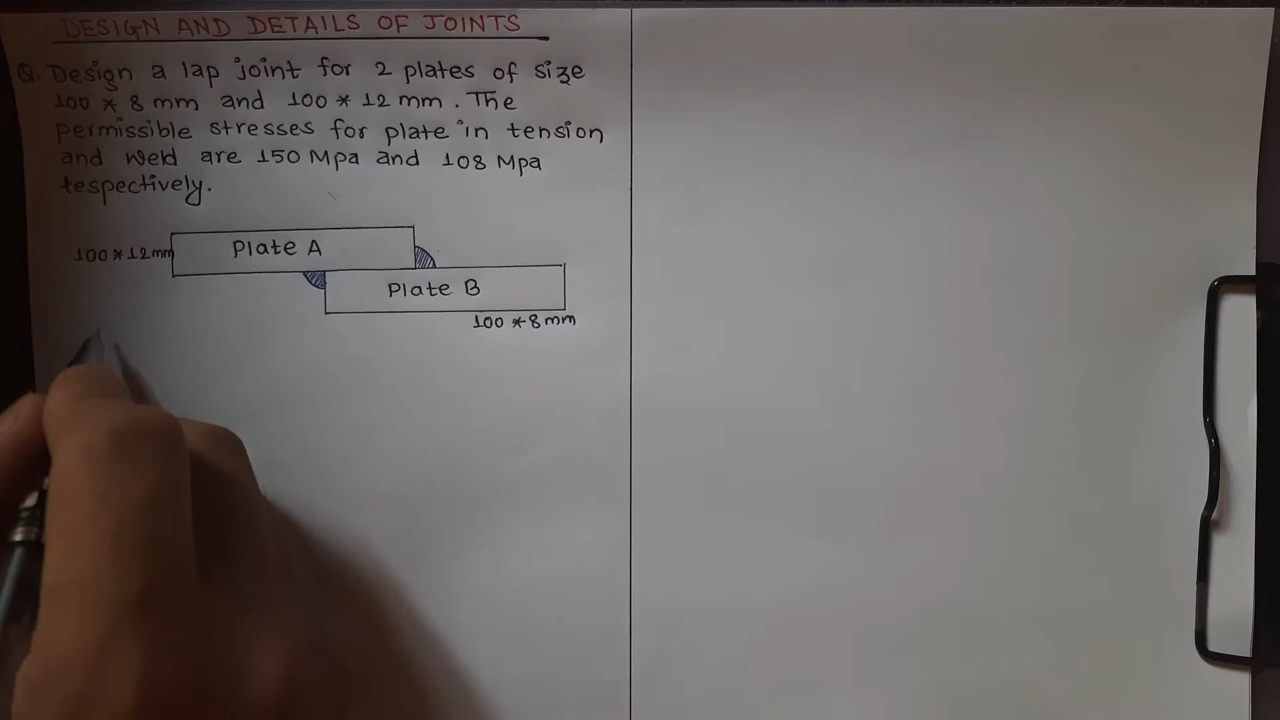 DESIGN AND DETAILS OF JOINTS
Q. Design a lap joint for 2 plates of size
100 * 8 mm and 100 * 12 mm. The
permissible stresses for plate in tension
and weld are 150 Mpa and 108 Mpa
tespectively.
100 * 12 mm
Plate A
Plate B
100 * 8 mm